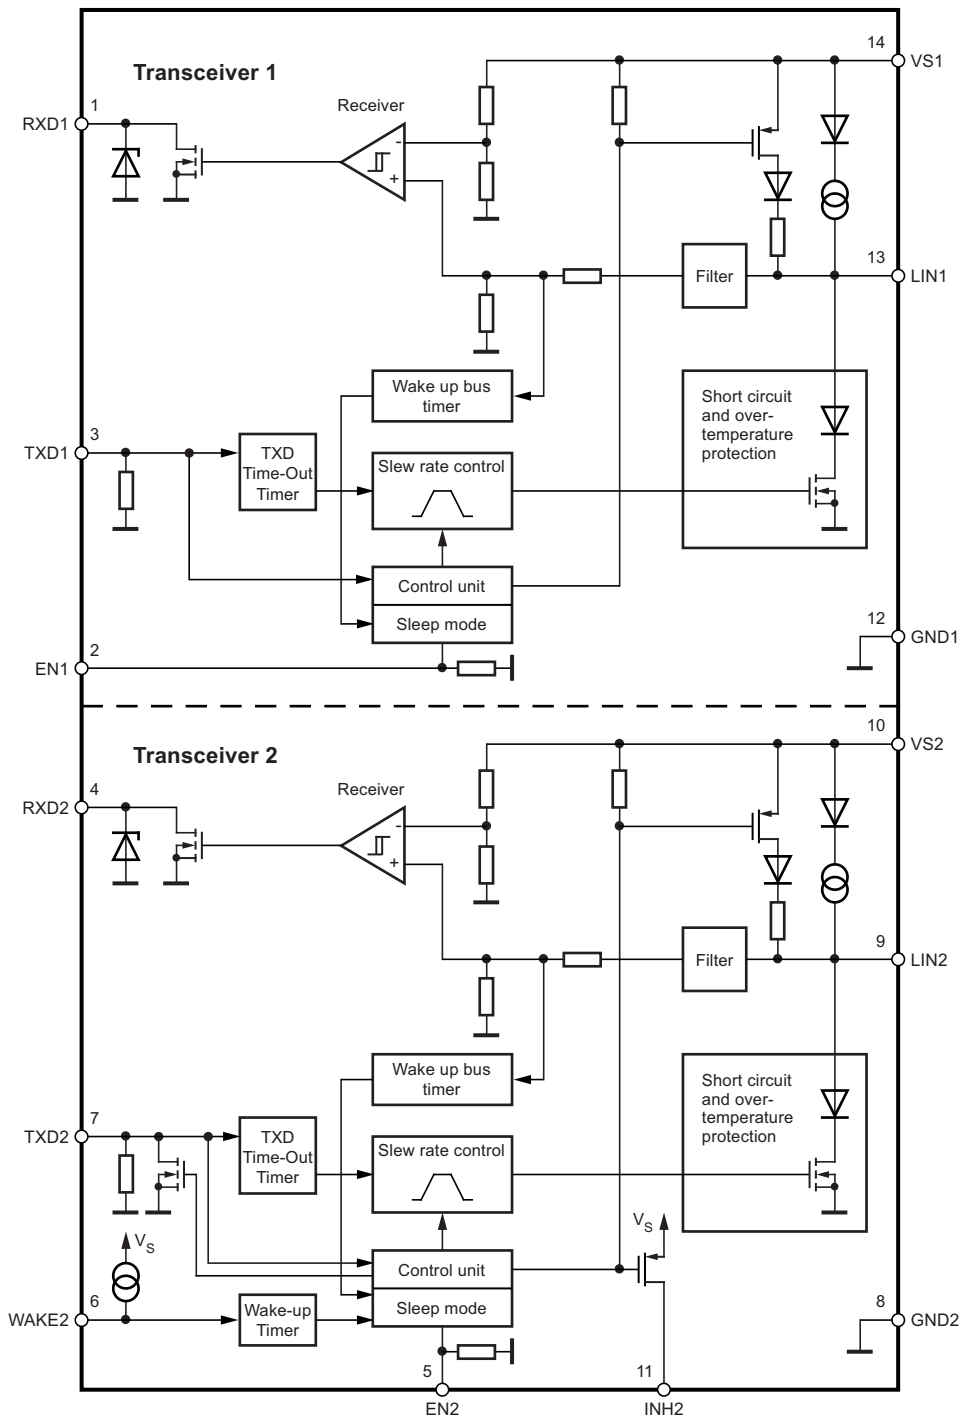 14
VS1
Transceiver 1
1
Receiver
RXD1
-
+
13
Filter
LIN1
Wake up bus
timer
Short circuit
and over-
temperature
protection
3
TXD1
TXD
Time-Out
Timer
Slew rate control
Control unit
Sleep mode
12
GND1
2
EN1
10
VS2
Transceiver 2
4
Receiver
RXD2
-
+
9
Filter
LIN2
Wake up bus
timer
Short circuit
and over-
temperature
protection
7
TXD2
TXD
Time-Out
Timer
Slew rate control
VS
VS
Control unit
Sleep mode
6
WAKE2
Wake-up
Timer
8
GND2
5
EN2
11
INH2